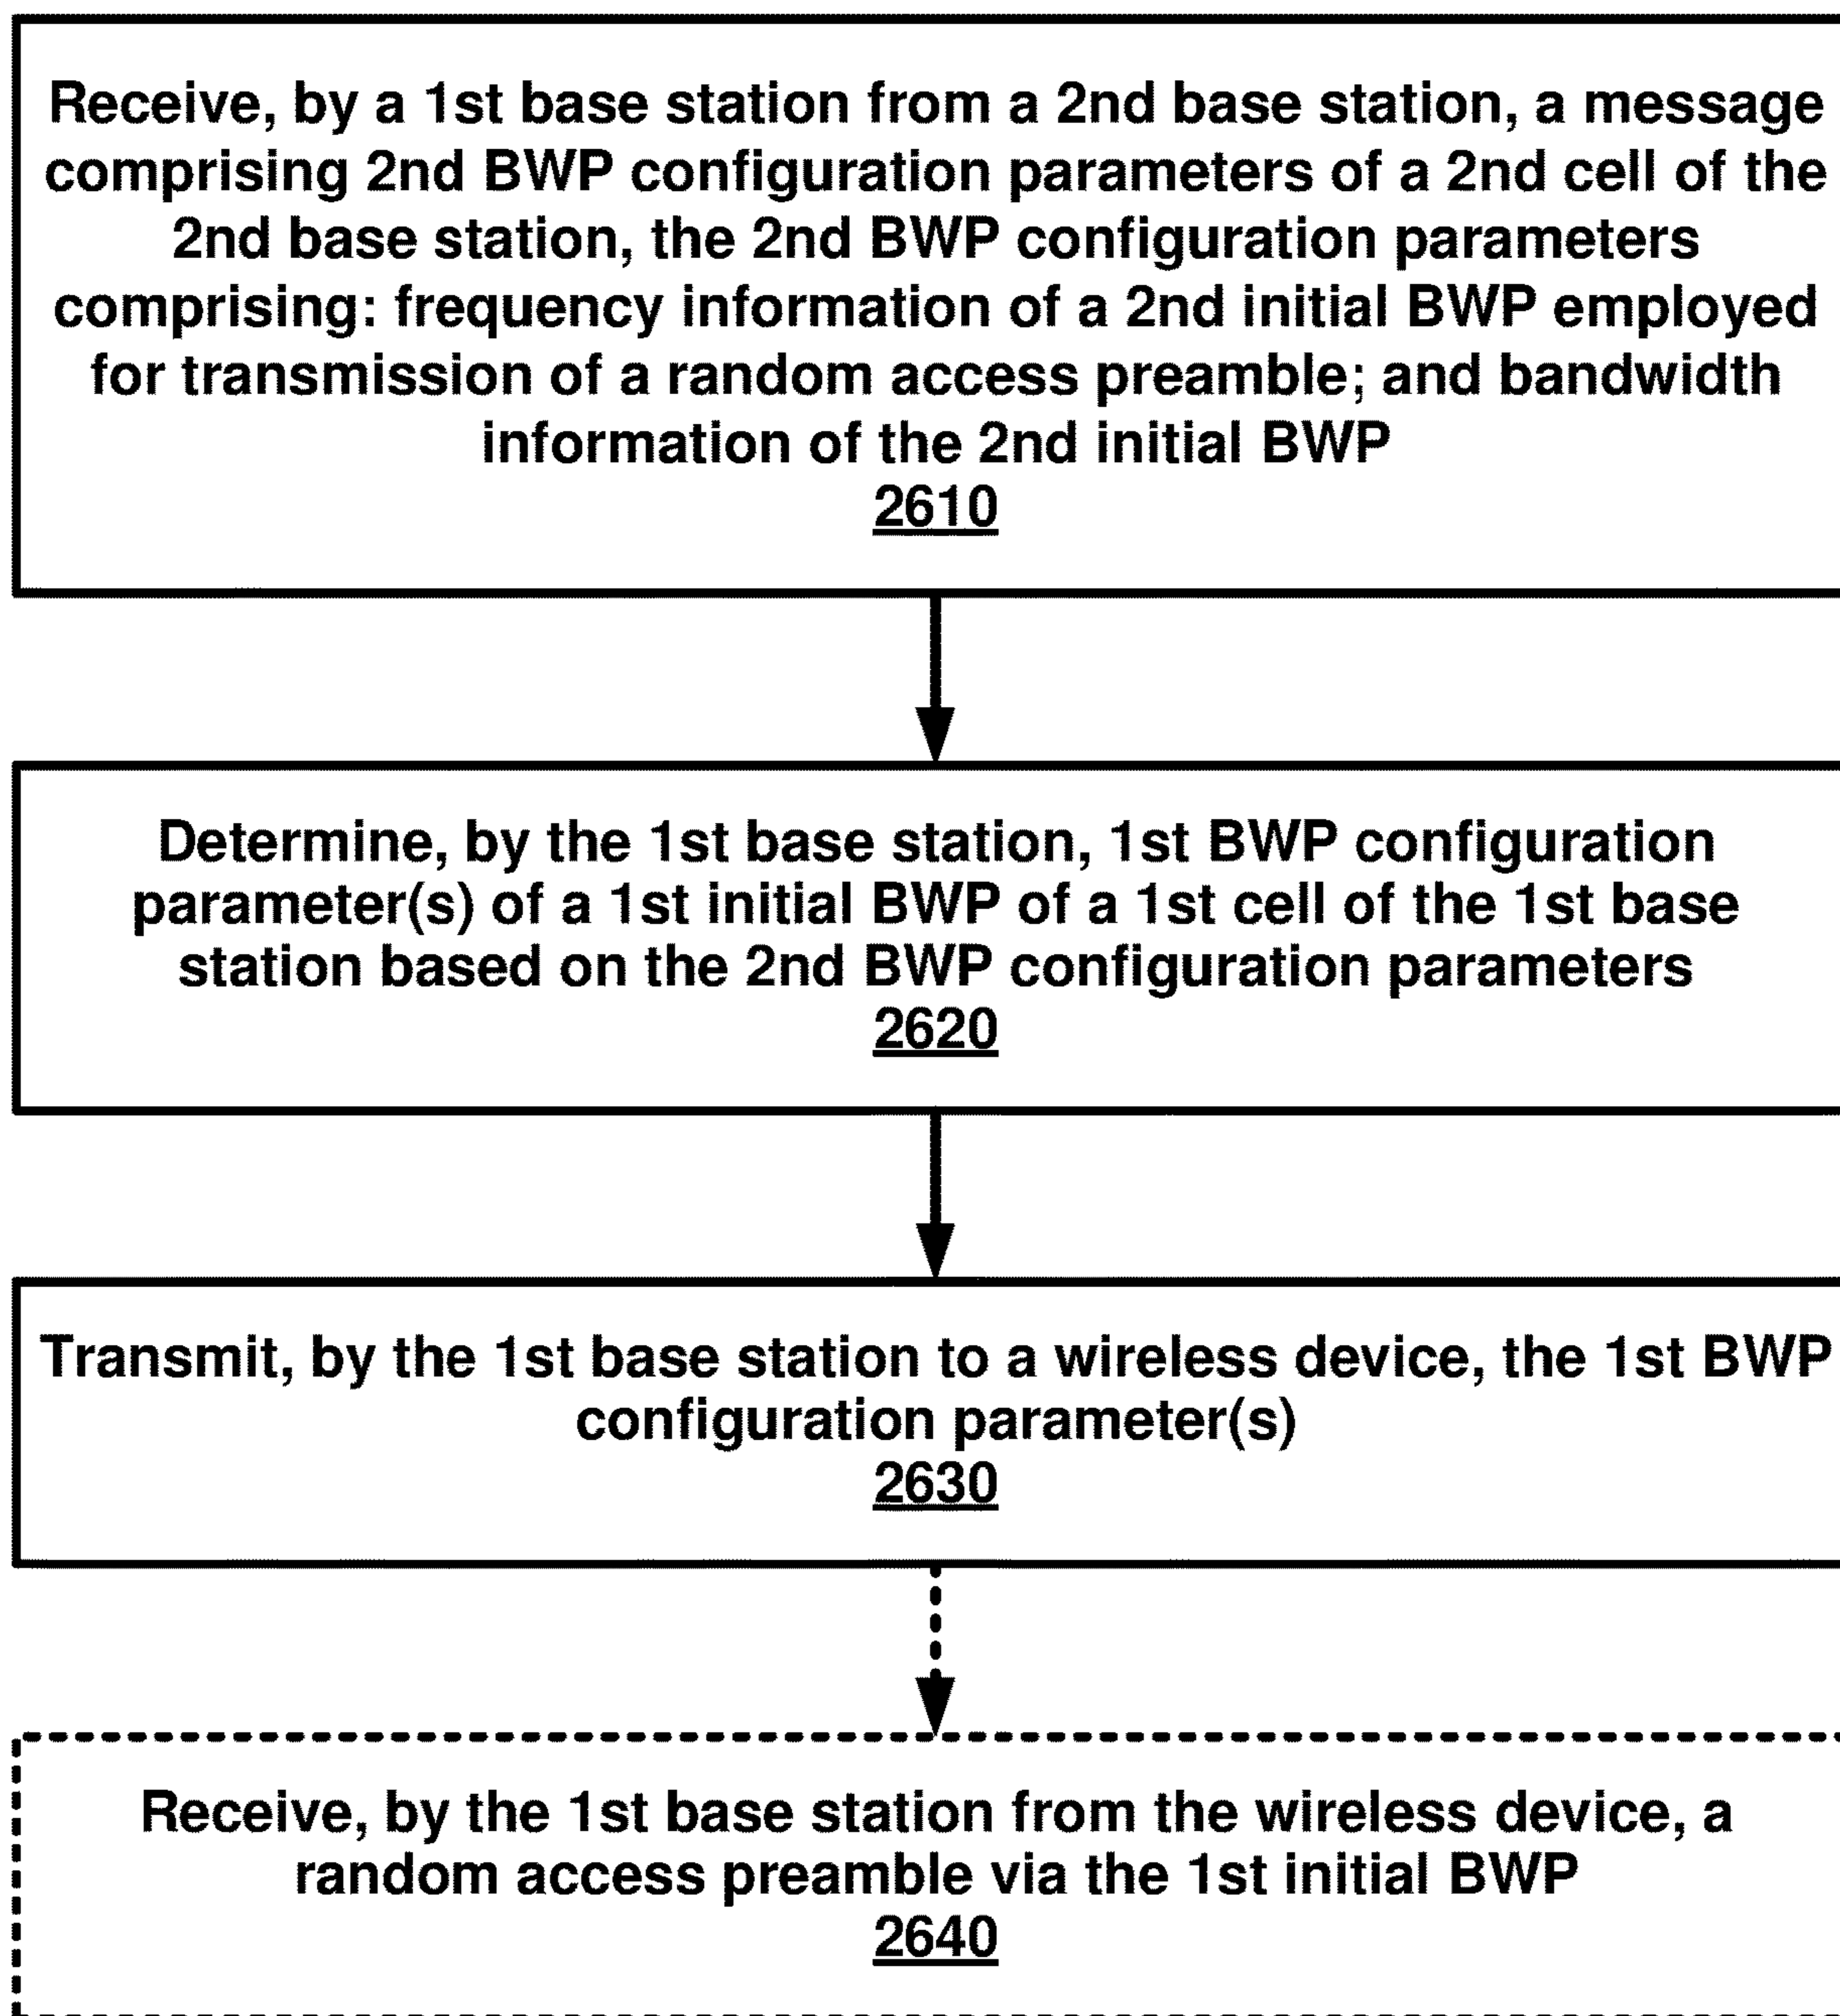 Receive, by a 1st base station from a 2nd base station, a message
comprising 2nd BWP configuration parameters of a 2nd cell of the
2nd base station, the 2nd BWP configuration parameters
comprising: frequency information of a 2nd initial BWP employed
for transmission of a random access preamble; and bandwidth
information of the 2nd initial BWP
2610
Determine, by the 1st base station, 1st BWP configuration
parameter(s) of a 1st initial BWP of a 1st cell of the 1st base
station based on the 2nd BWP configuration parameters
2620
Transmit, by the 1st base station to a wireless device, the 1st BWP
configuration parameter(s)
2630
Receive, by the 1st base station from the wireless device, a
random access preamble via the 1st initial BWP
2640